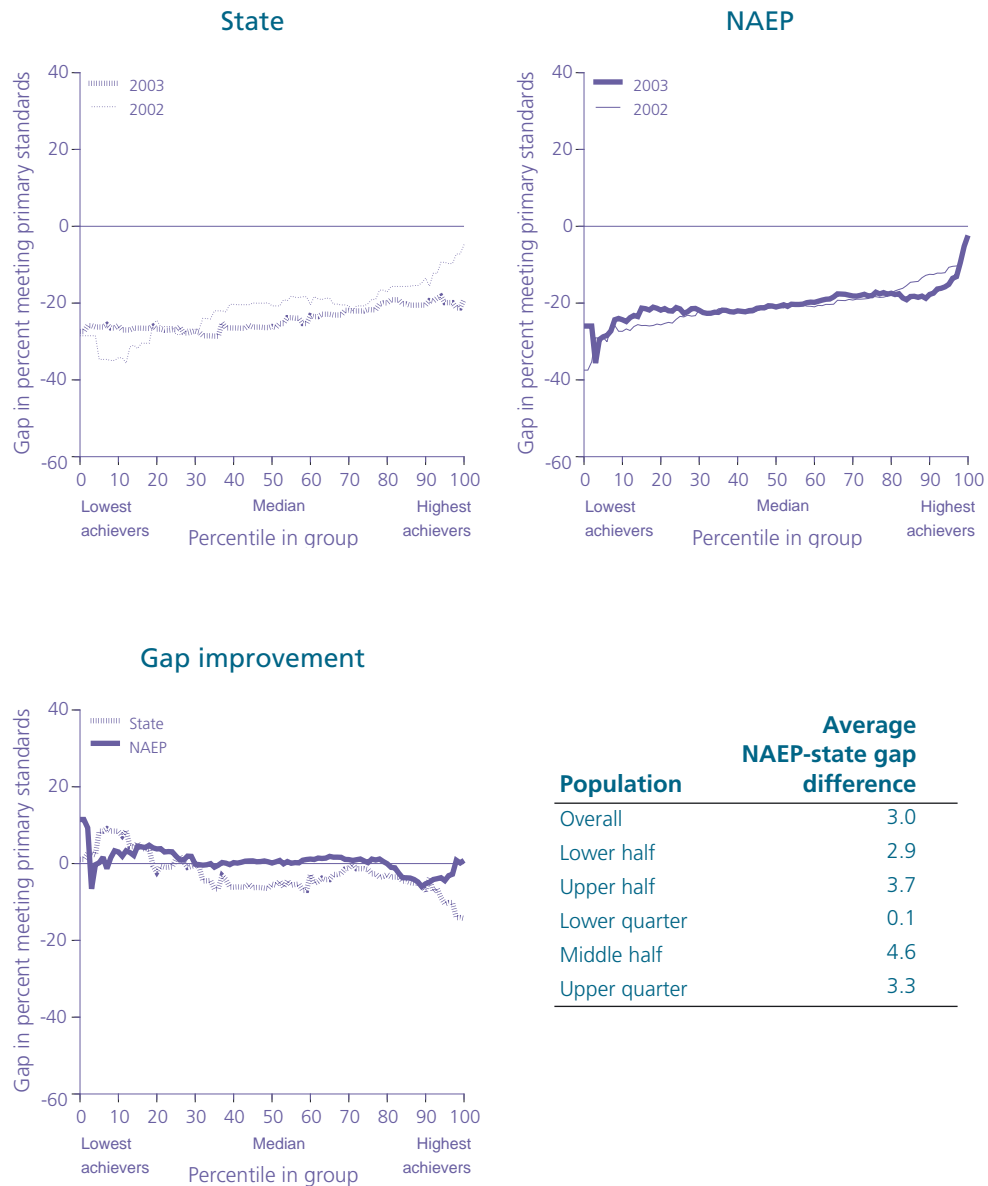 State
Gap in percent meeting primary standards
40
20
0
-20
-40
-60
2003
2002
0 10 20 30 40 50 60 70 80 90 100
Lowest achievers
Median
Highest achievers
Percentile in group
NAEP
Gap in percent meeting primary standards
40
20
0
-20
-40
-60
2003
2002
0 10 20 30 40 50 60 70 80 90 100
Lowest achievers
Median
Highest achievers
Percentile in group
Gap improvement
Gap in percent meeting primary standards
40
20
0
-20
-40
-60
State
NAEP
0 10 20 30 40 50 60 70 80 90 100
Lowest achievers
Median
Highest achievers
Percentile in group
Population Average NAEP-state gap difference
Overall 3.0
Lower half 2.9
Upper half 3.7
Lower quarter 0.1
Middle half 4.6
Upper quarter 3.3